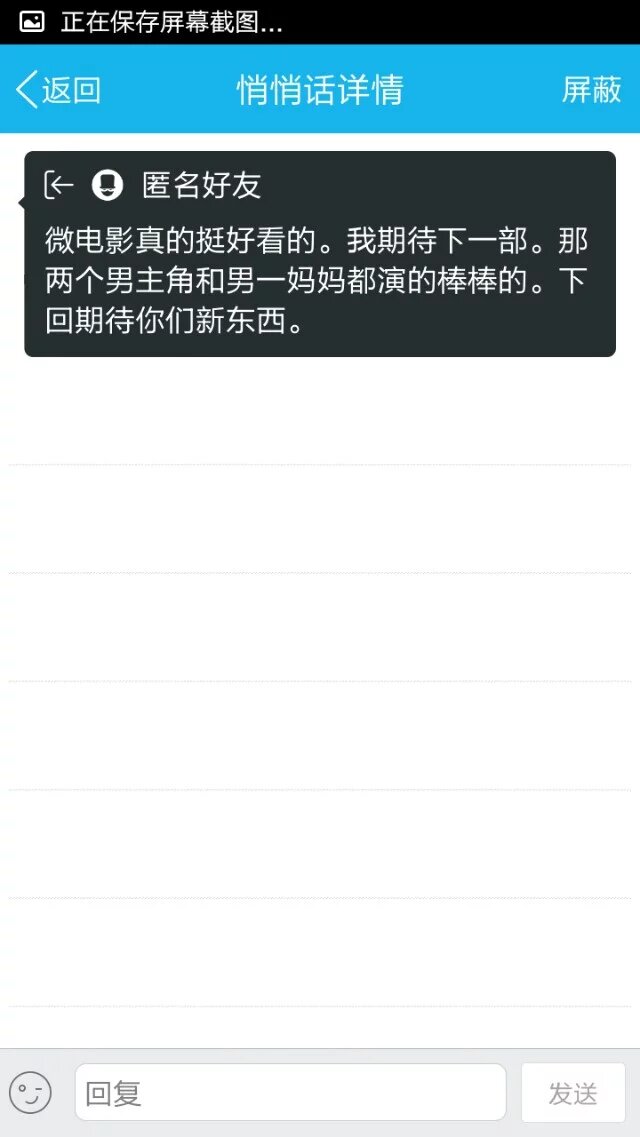 正在保存屏幕截图...
返回 悄悄话详情 屏蔽
匿名好友
微电影真的挺好看的。我期待下一部。那
两个男主角和男一妈妈都演的棒棒的。下
回期待你们新东西。
回复 发送